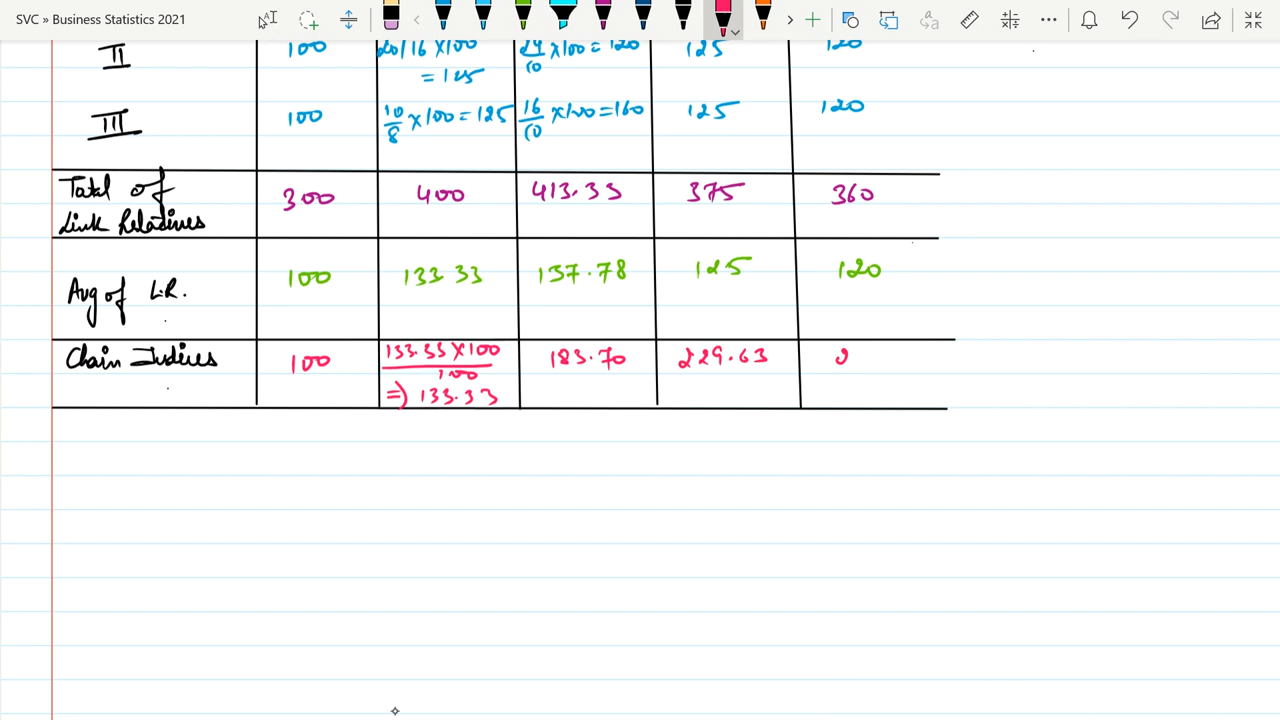 SVC » Business Statistics 2021
II 100 20/16 x100 24/10 x100 = 120 125 120
= 125
III 100 10/8 x100 = 125 16/10 x100 = 160 125 120
Total of 300 400 413.33 375 360
Link Relatives
Avg of L.R. 100 133.33 137.78 125 120
Chain Indices 100 133.33 x 100 / 100 183.70 229.63 2
=) 133.33